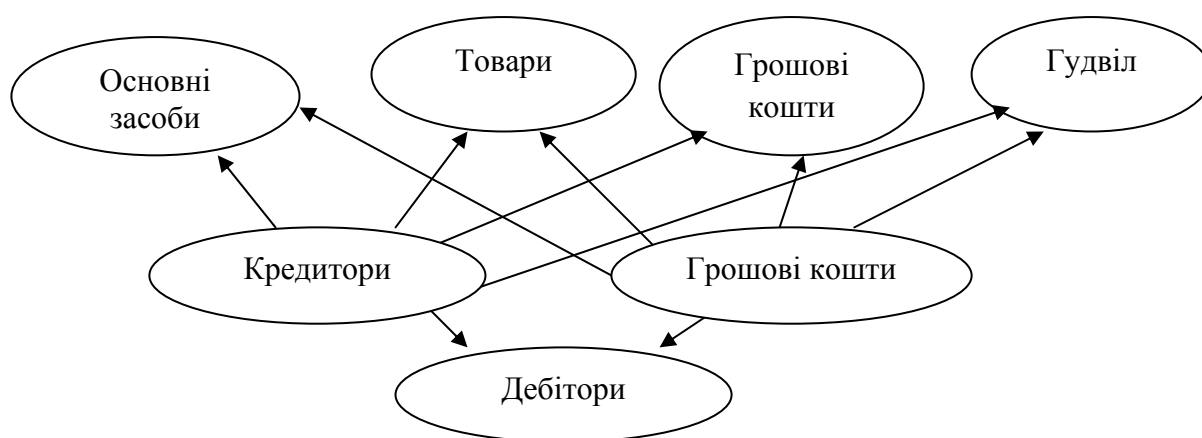 Основні
засоби
Товари
Грошові
кошти
Гудвіл
Кредитори
Грошові кошти
Дебітори